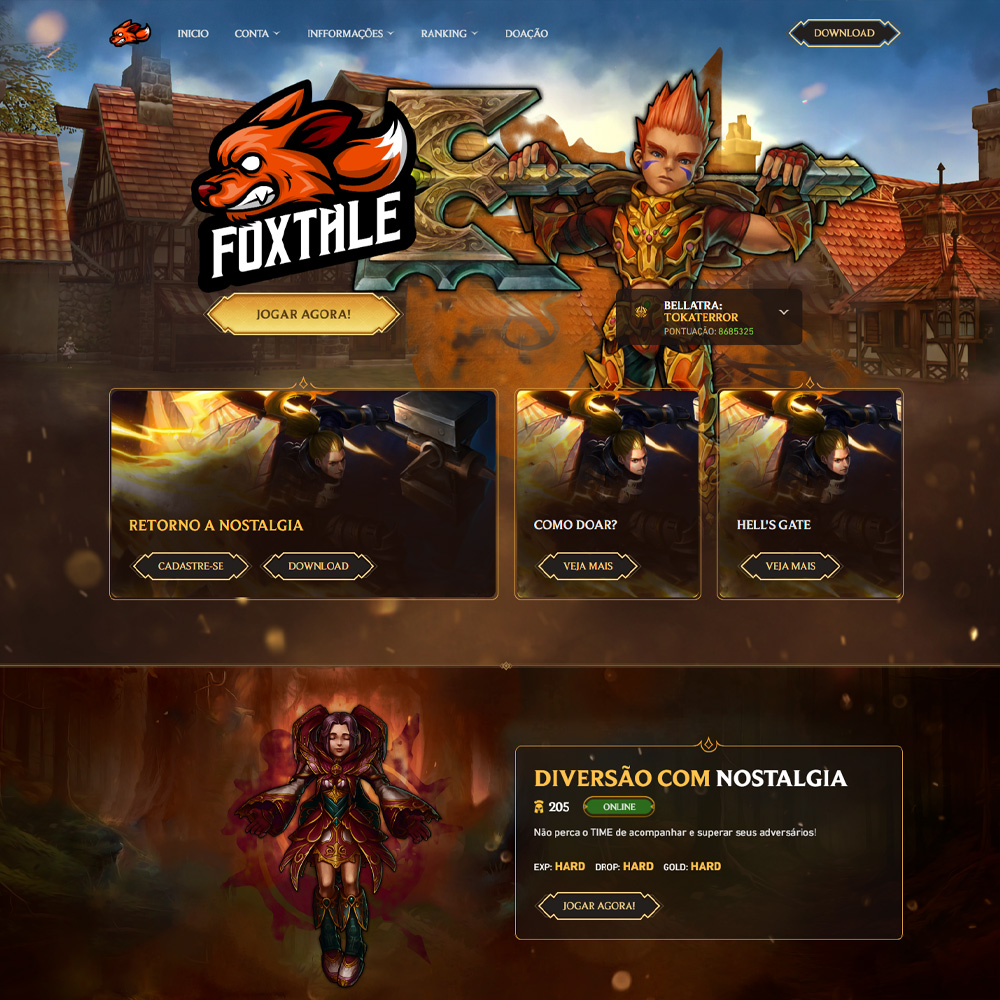 INICIO
CONTA
INFFORMAÇÕES
RANKING
DOAÇÃO
DOWNLOAD
FOXTALE
JOGAR AGORA!
BELLATRA:
TOKATERROR
PONTUAÇÃO: 8685325
RETORNO A NOSTALGIA
CADASTRE-SE
DOWNLOAD
COMO DOAR?
VEJA MAIS
HELL'S GATE
VEJA MAIS
DIVERSÃO COM NOSTALGIA
205
ONLINE
Não perca o TIME de acompanhar e superar seus adversários!
EXP: HARD DROP: HARD GOLD: HARD
JOGAR AGORA!